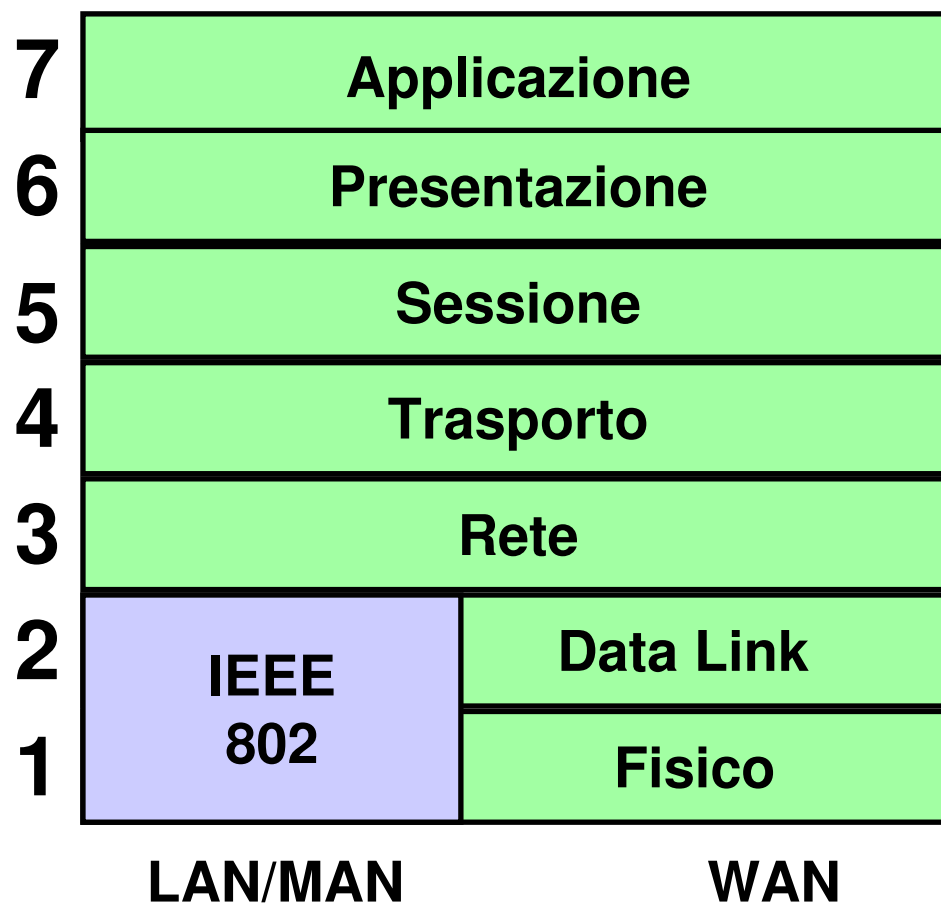 7 Applicazione
6 Presentazione
5 Sessione
4 Trasporto
3 Rete
2 Data Link
IEEE
802
1 Fisico
LAN/MAN WAN